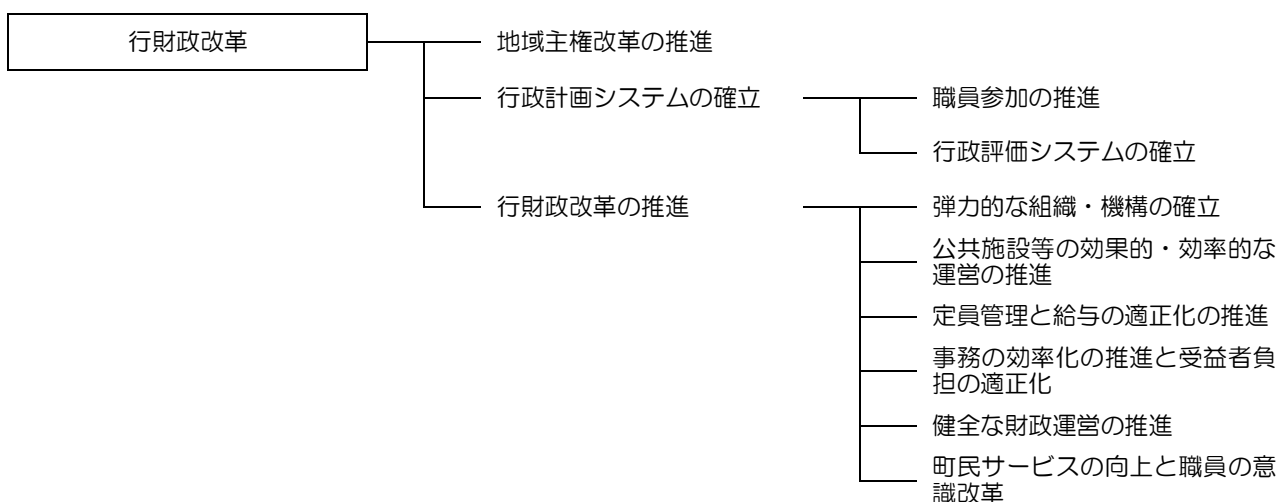 行財政改革
地域主権改革の推進
行政計画システムの確立
職員参加の推進
行政評価システムの確立
行財政改革の推進
弾力的な組織・機構の確立
公共施設等の効果的・効率的な
運営の推進
定員管理と給与の適正化の推進
事務の効率化の推進と受益者負
担の適正化
健全な財政運営の推進
町民サービスの向上と職員の意
識改革